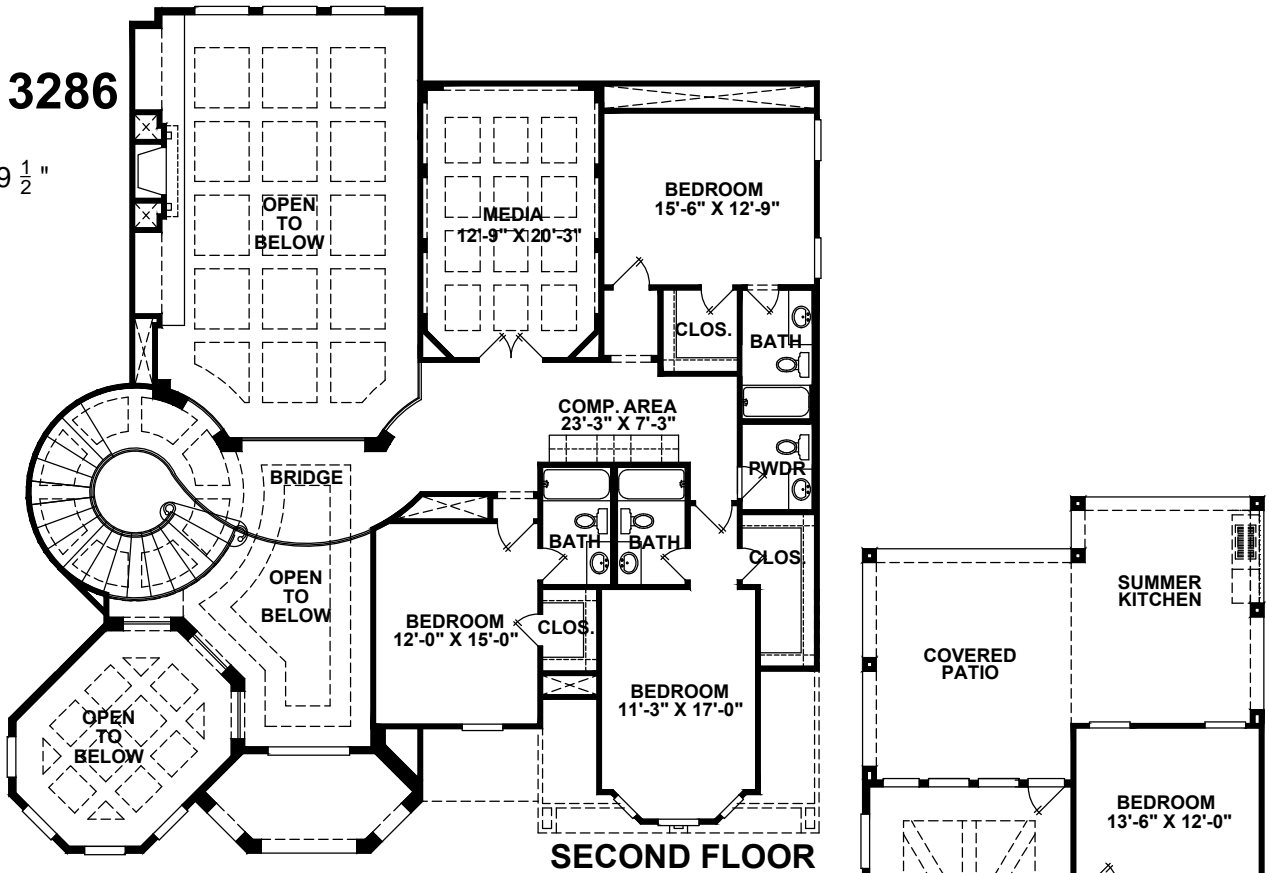 3286
9 1/2 "
OPEN
TO
BELOW
MEDIA
12'-9" X 20'-3"
BEDROOM
15'-6" X 12'-9"
CLOS.
BATH
COMP. AREA
23'-3" X 7'-3"
PWDR
BRIDGE
BATH
BATH
CLOS.
OPEN
TO
BELOW
BEDROOM
12'-0" X 15'-0"
CLOS.
BEDROOM
11'-3" X 17'-0"
OPEN
TO
BELOW
SECOND FLOOR
SUMMER
KITCHEN
COVERED
PATIO
BEDROOM
13'-6" X 12'-0"